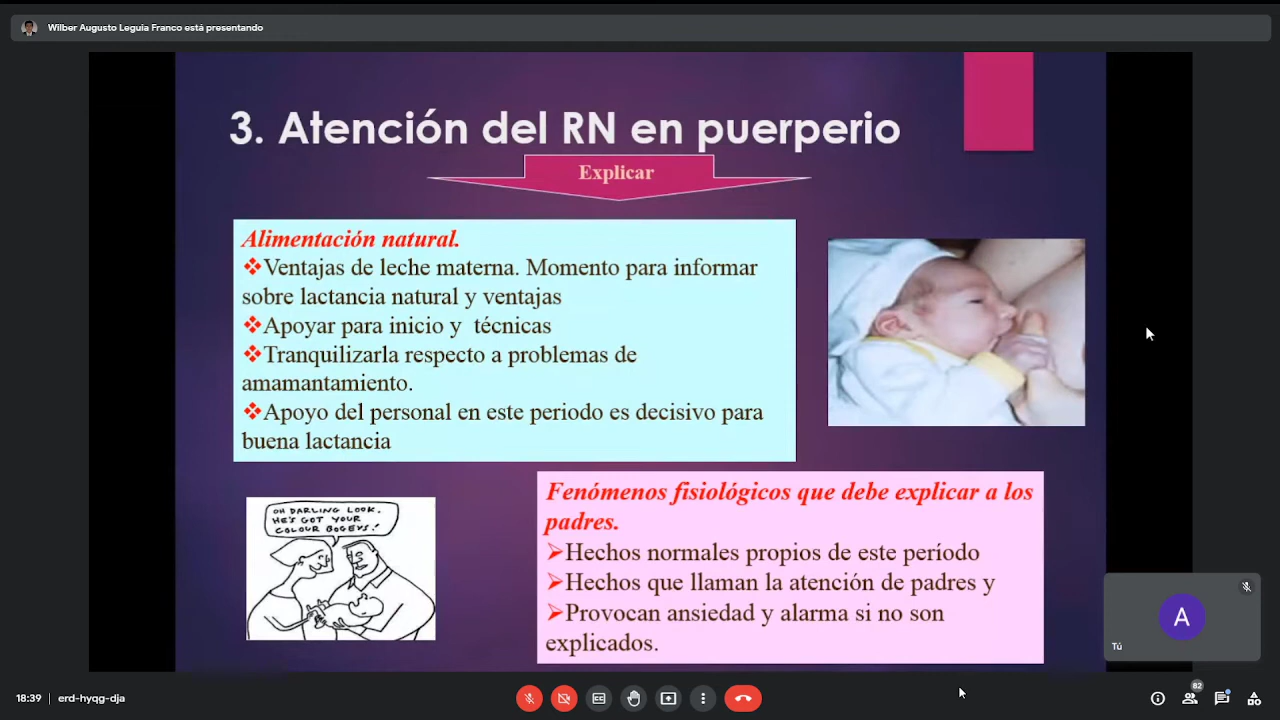 Wilber Augusto Leguia Franco está presentando
3. Atención del RN en puerperio
Explicar
Alimentación natural.
❖Ventajas de leche materna. Momento para informar
sobre lactancia natural y ventajas
❖Apoyar para inicio y técnicas
❖Tranquilizarla respecto a problemas de
amamantamiento.
❖Apoyo del personal en este periodo es decisivo para
buena lactancia
OH DARLING LOOK.
HE'S GOT YOUR
COLOUR BOGEYS!
Fenómenos fisiológicos que debe explicar a los
padres.
➢Hechos normales propios de este período
➢Hechos que llaman la atención de padres y
➢Provocan ansiedad y alarma si no son
explicados.
A
Tú
18:39 | erd-hyqg-dja
82